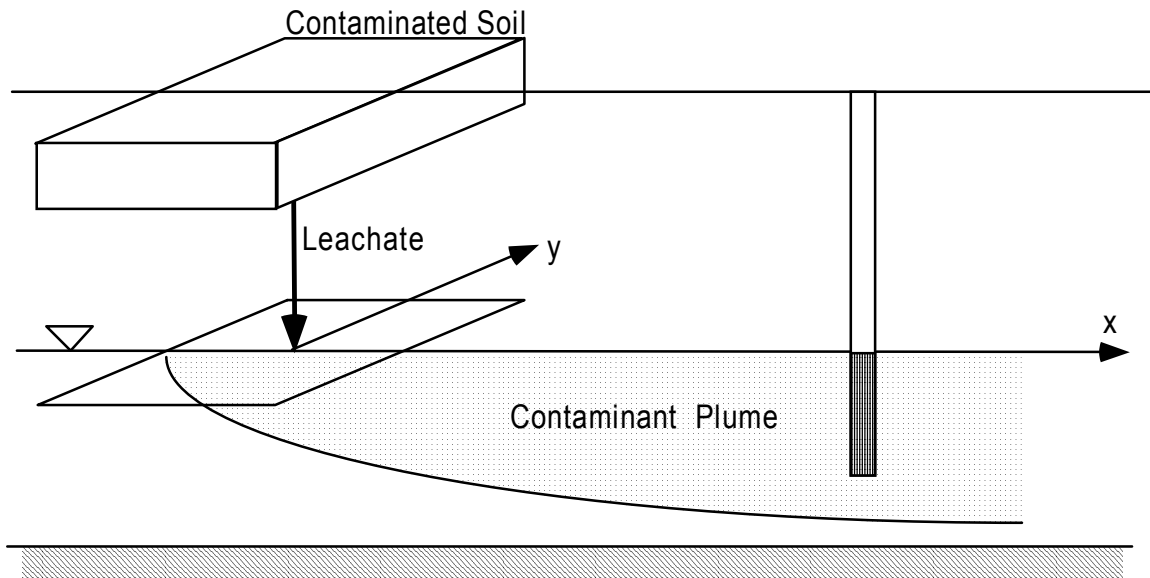 Contaminated Soil
Leachate
y
x
Contaminant Plume